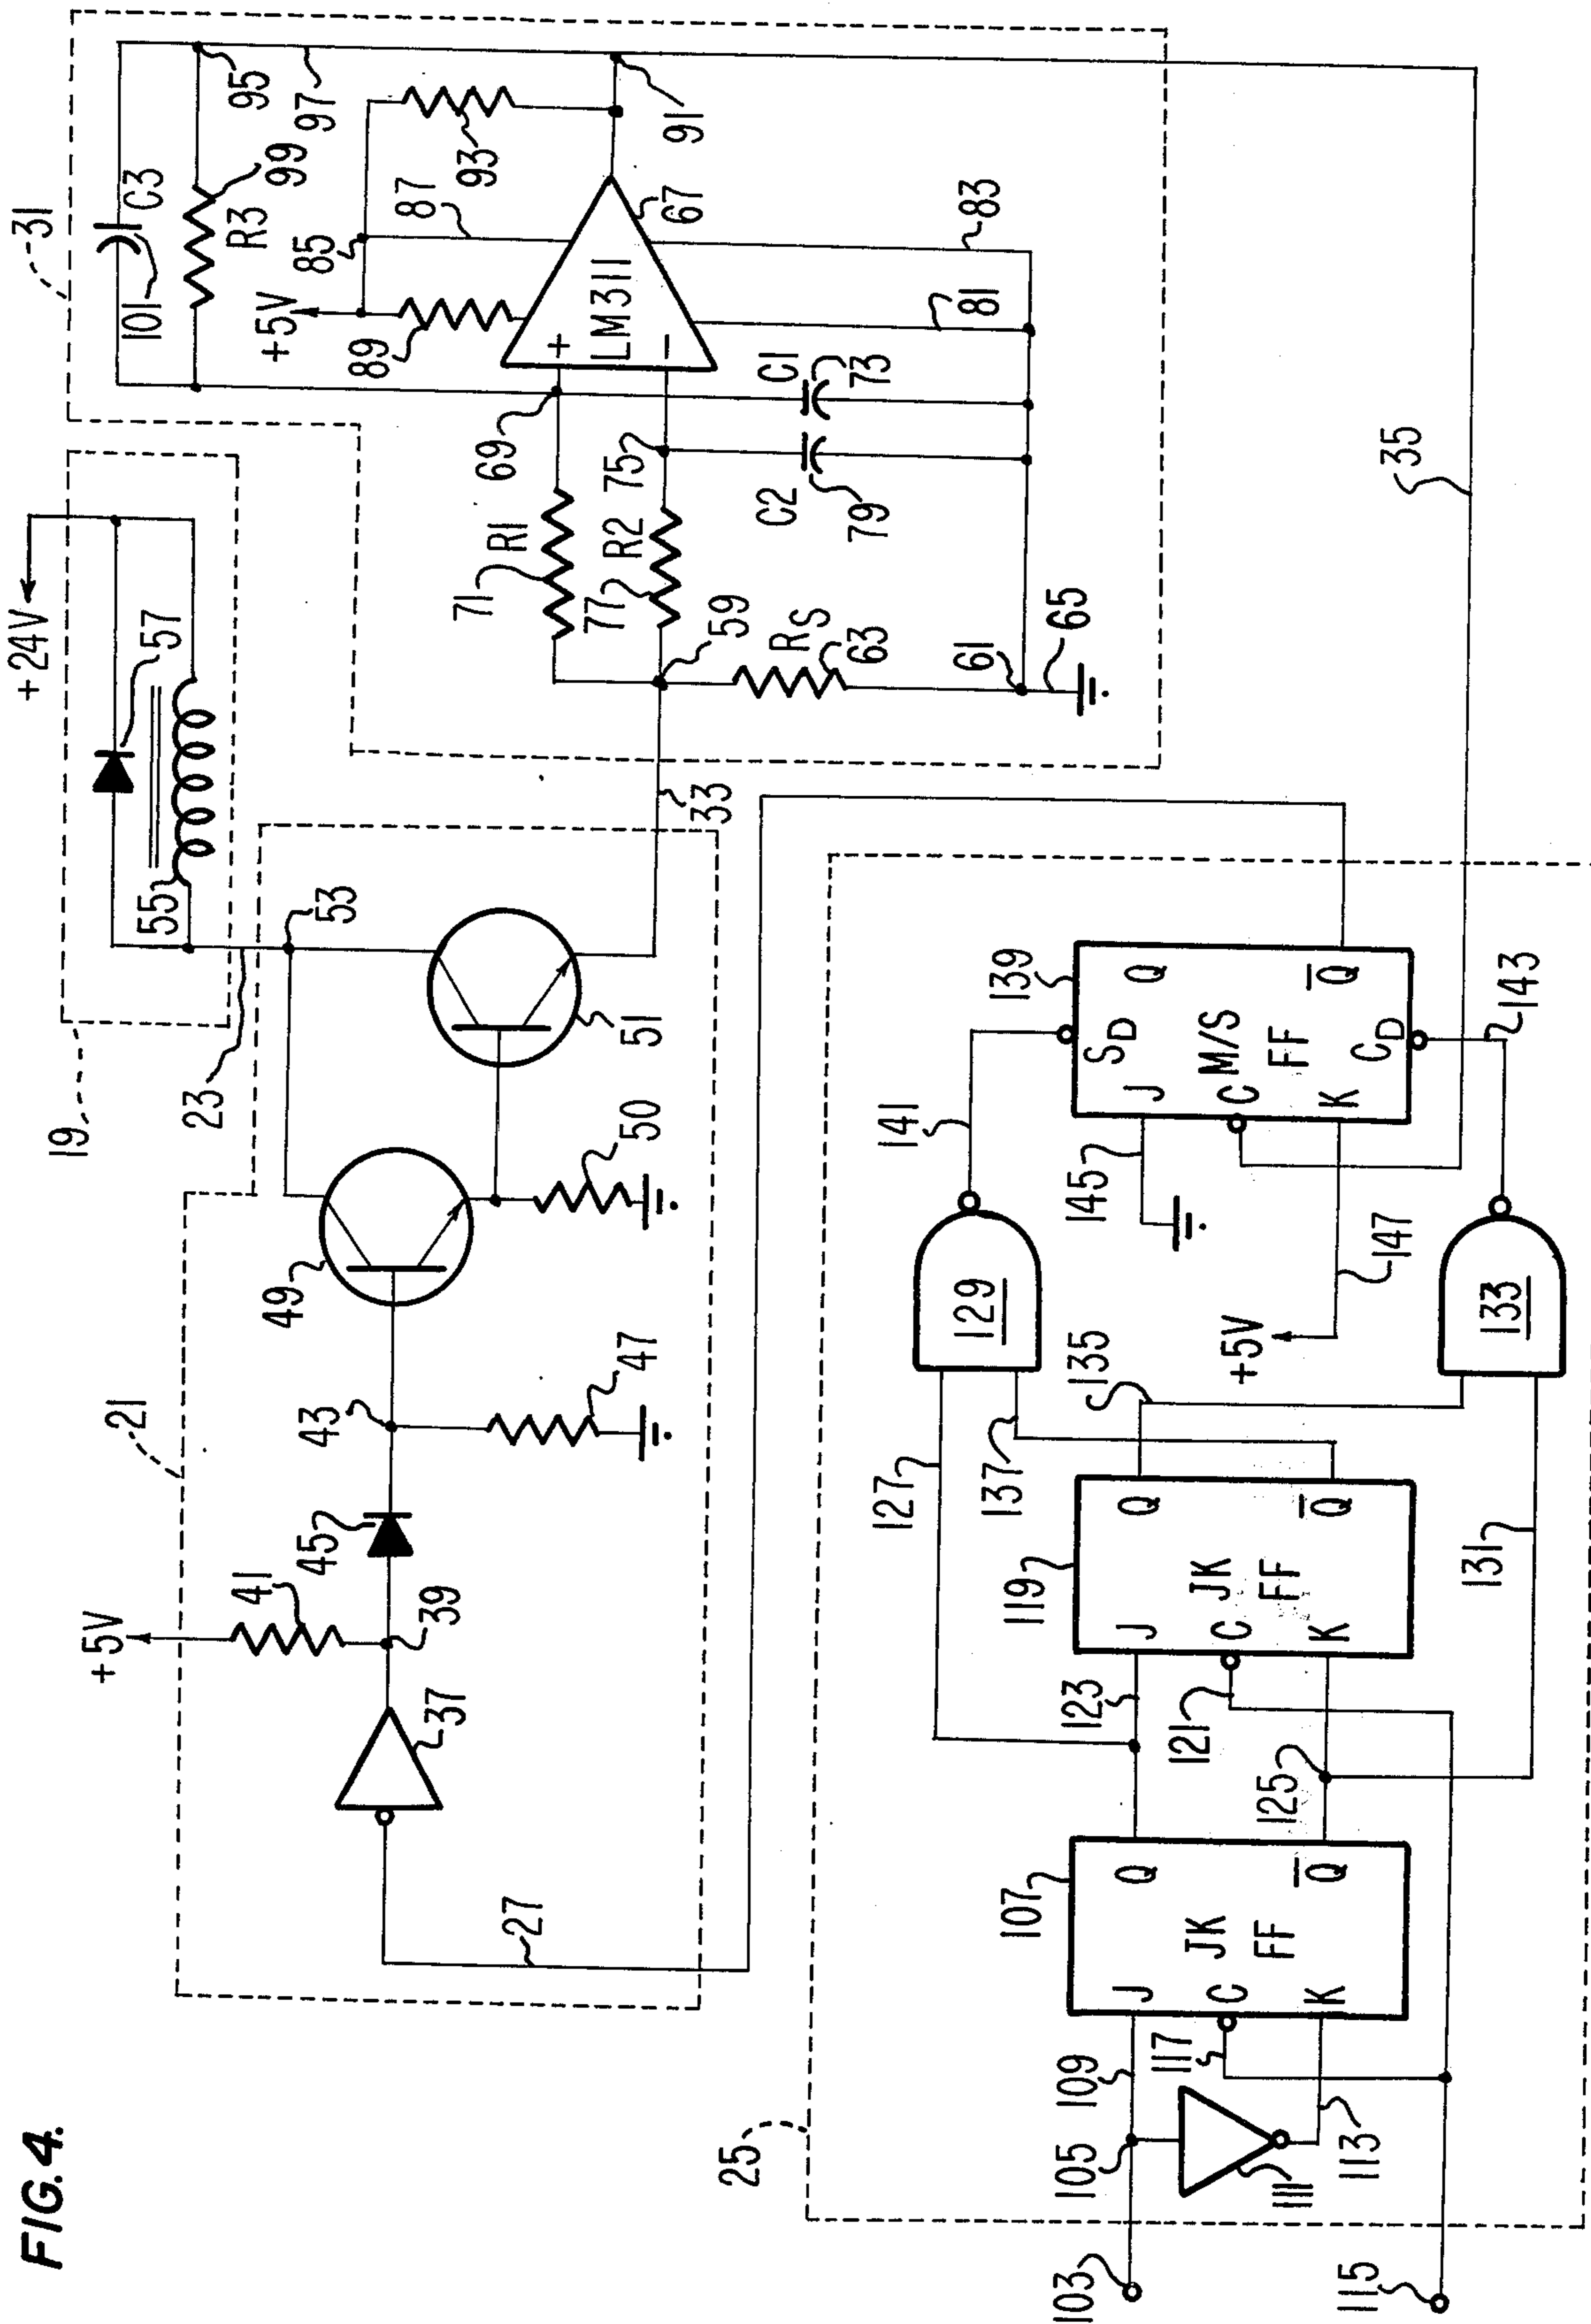 FIG.4.
19
+24V
57
55
23
53
21
+5V
41
45
39
37
27
43
47
49
50
51
33
31
C3
101
R3
99
95
97
+5V
85
87
89
93
91
+
LM311
−
67
69
R1
71
75
R2
77
C1
73
C2
79
81
83
59
RS
63
61
65
35
25
103
105
109
111
113
115
117
107
J
C
K
JK
FF
Q
Q̅
123
121
125
119
J
C
K
JK
FF
Q
Q̅
127
129
131
133
135
137
+5V
147
145
141
143
139
SD
J
C
K
M/S
FF
CD
Q
Q̅